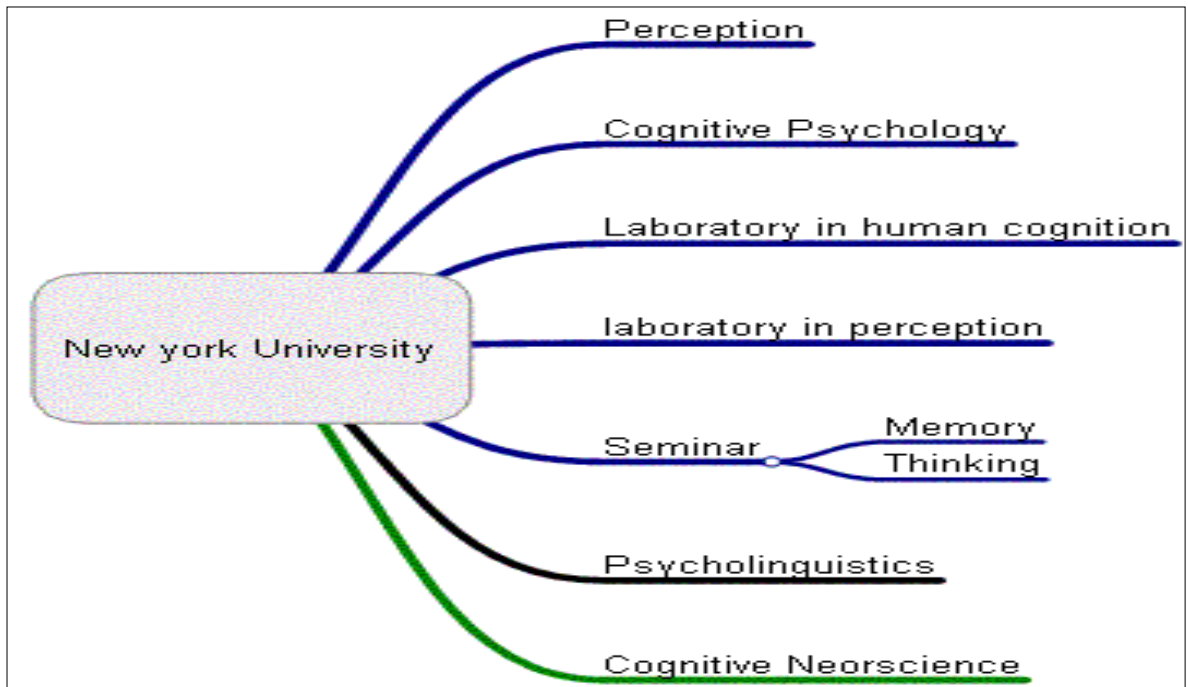 Perception
Cognitive Psychology
Laboratory in human cognition
New york University
laboratory in perception
Seminar
Memory
Thinking
Psycholinguistics
Cognitive Neorscience